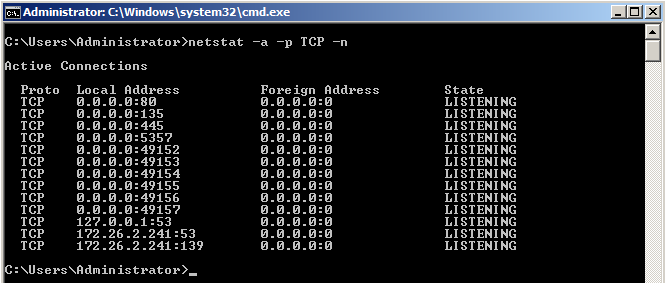 Administrator: C:\Windows\system32\cmd.exe
C:\Users\Administrator>netstat -a -p TCP -n
Active Connections
Proto  Local Address          Foreign Address        State
TCP    0.0.0.0:80             0.0.0.0:0              LISTENING
TCP    0.0.0.0:135            0.0.0.0:0              LISTENING
TCP    0.0.0.0:445            0.0.0.0:0              LISTENING
TCP    0.0.0.0:5357           0.0.0.0:0              LISTENING
TCP    0.0.0.0:49152          0.0.0.0:0              LISTENING
TCP    0.0.0.0:49153          0.0.0.0:0              LISTENING
TCP    0.0.0.0:49154          0.0.0.0:0              LISTENING
TCP    0.0.0.0:49155          0.0.0.0:0              LISTENING
TCP    0.0.0.0:49156          0.0.0.0:0              LISTENING
TCP    0.0.0.0:49157          0.0.0.0:0              LISTENING
TCP    127.0.0.1:53           0.0.0.0:0              LISTENING
TCP    172.26.2.241:53        0.0.0.0:0              LISTENING
TCP    172.26.2.241:139       0.0.0.0:0              LISTENING
C:\Users\Administrator>_